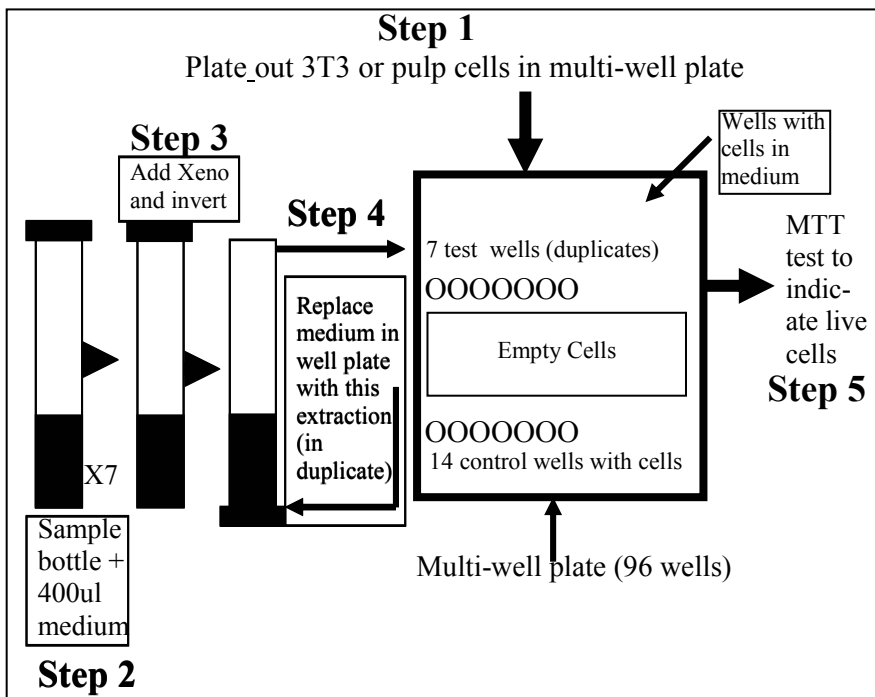 Step 1
Plate out 3T3 or pulp cells in multi-well plate
Step 3
Add Xeno
and invert
Step 4
Wells with
cells in
medium
7 test wells (duplicates)
OOOOOOO
Empty Cells
OOOOOOO
14 control wells with cells
Replace
medium in
well plate
with this
extraction
(in
duplicate)
MTT
test to
indic-
ate live
cells
Step 5
X7
Sample
bottle +
400ul
medium
Step 2
Multi-well plate (96 wells)